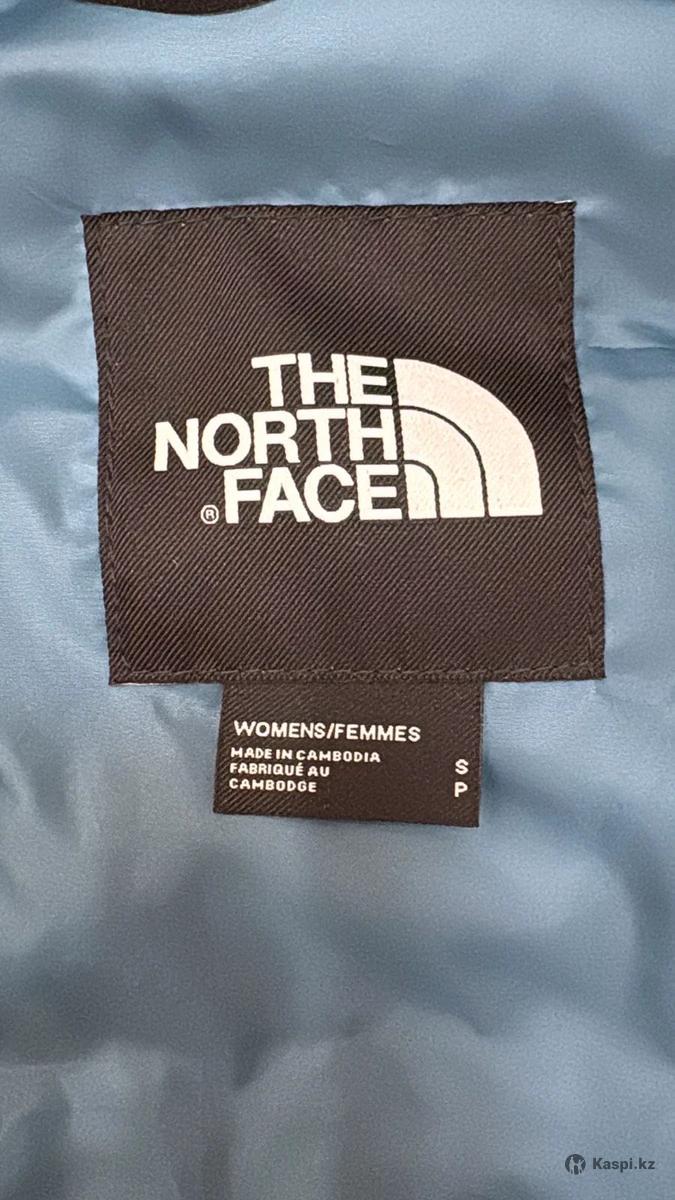 THE
NORTH
FACE
®
WOMENS/FEMMES
MADE IN CAMBODIA
FABRIQUÉ AU
CAMBODGE
S
P
Kaspi.kz